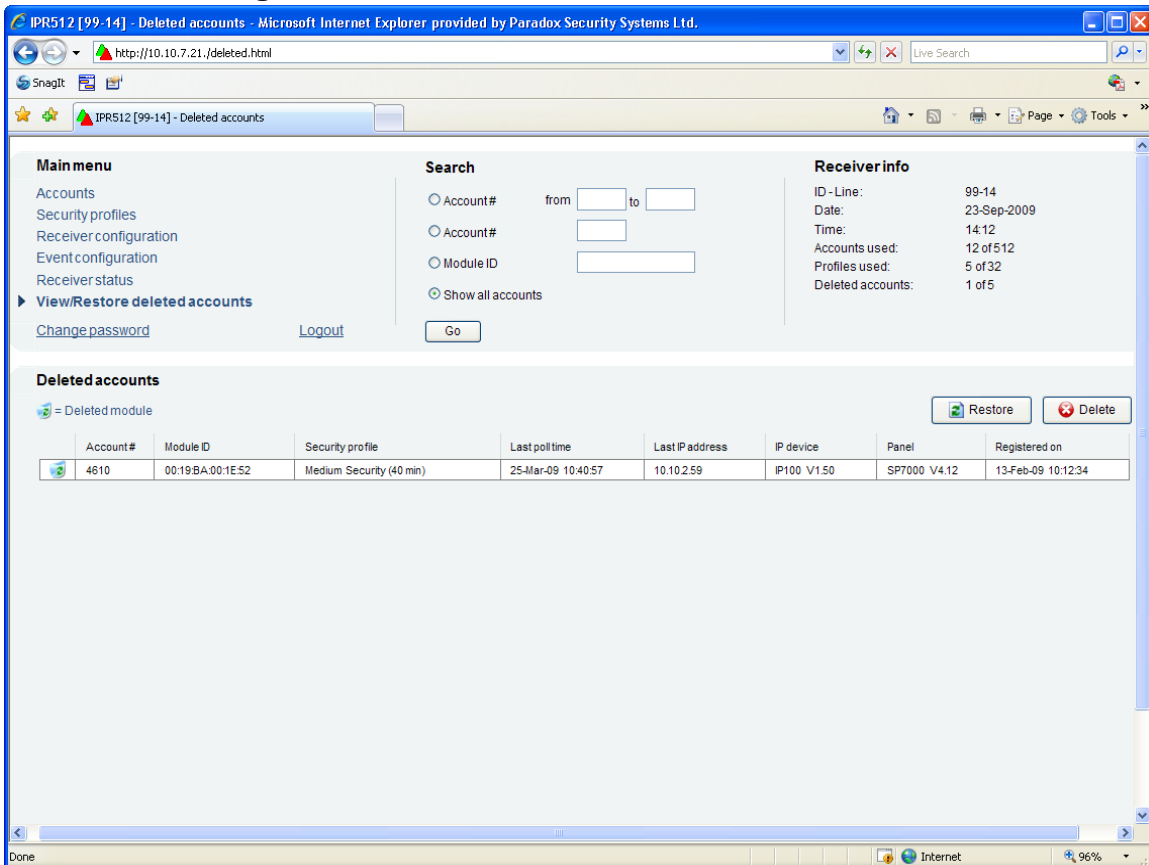 IPR512 [99-14] - Deleted accounts - Microsoft Internet Explorer provided by Paradox Security Systems Ltd.
http://10.10.7.21./deleted.html
Live Search
SnagIt
IPR512 [99-14] - Deleted accounts
Page
Tools
Main menu
Accounts
Security profiles
Receiver configuration
Event configuration
Receiver status
View/Restore deleted accounts
Change password
Logout
Search
Account# from to
Account#
Module ID
Show all accounts
Go
Receiver info
ID - Line: 99-14
Date: 23-Sep-2009
Time: 14:12
Accounts used: 12 of 512
Profiles used: 5 of 32
Deleted accounts: 1 of 5
Deleted accounts
= Deleted module
Restore
Delete
Account# Module ID Security profile Last poll time Last IP address IP device Panel Registered on
4610 00:19:BA:00:1E:52 Medium Security (40 min) 25-Mar-09 10:40:57 10.10.2.59 IP100 V1.50 SP7000 V4.12 13-Feb-09 10:12:34
Done
Internet
96%